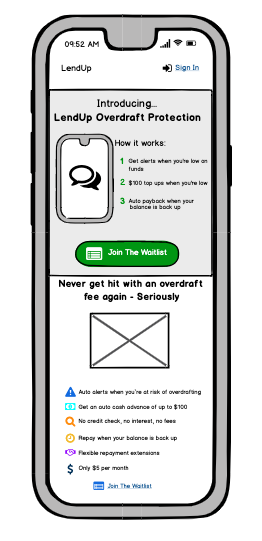 09:52 AM
LendUp
Sign In
Introducing...
LendUp Overdraft Protection
How it works:
1 Get alerts when you're low on
funds
2 $100 top ups when you're low
3 Auto payback when your
balance is back up
Join The Waitlist
Never get hit with an overdraft
fee again - Seriously
Auto alerts when you're at risk of overdrafting
Get an auto cash advance of up to $100
No credit check, no interest, no fees
Repay when your balance is back up
Flexible repayment extensions
$ Only $5 per month
Join The Waitlist